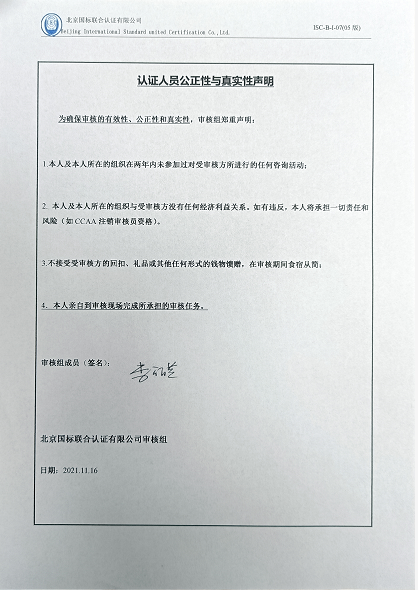 北京国标联合认证有限公司
Beijing International Standard united Certification Co.,Ltd.
ISC-B-I-07(05 版)
认证人员公正性与真实性声明
为确保审核的有效性、公正性和真实性，审核组郑重声明：
1.本人及本人所在的组织在两年内未参加过对受审核方所进行的任何咨询活动；
2. 本人及本人所在的组织与受审核方没有任何经济利益关系。如有违反，本人将承担一切责任和
风险（如 CCAA 注销审核员资格）。
3.不接受受审核方的回扣、礼品或其他任何形式的钱物馈赠，在审核期间食宿从简；
4．本人亲自到审核现场完成所承担的审核任务。
审核组成员（签名）：
北京国标联合认证有限公司审核组
日期：2021.11.16